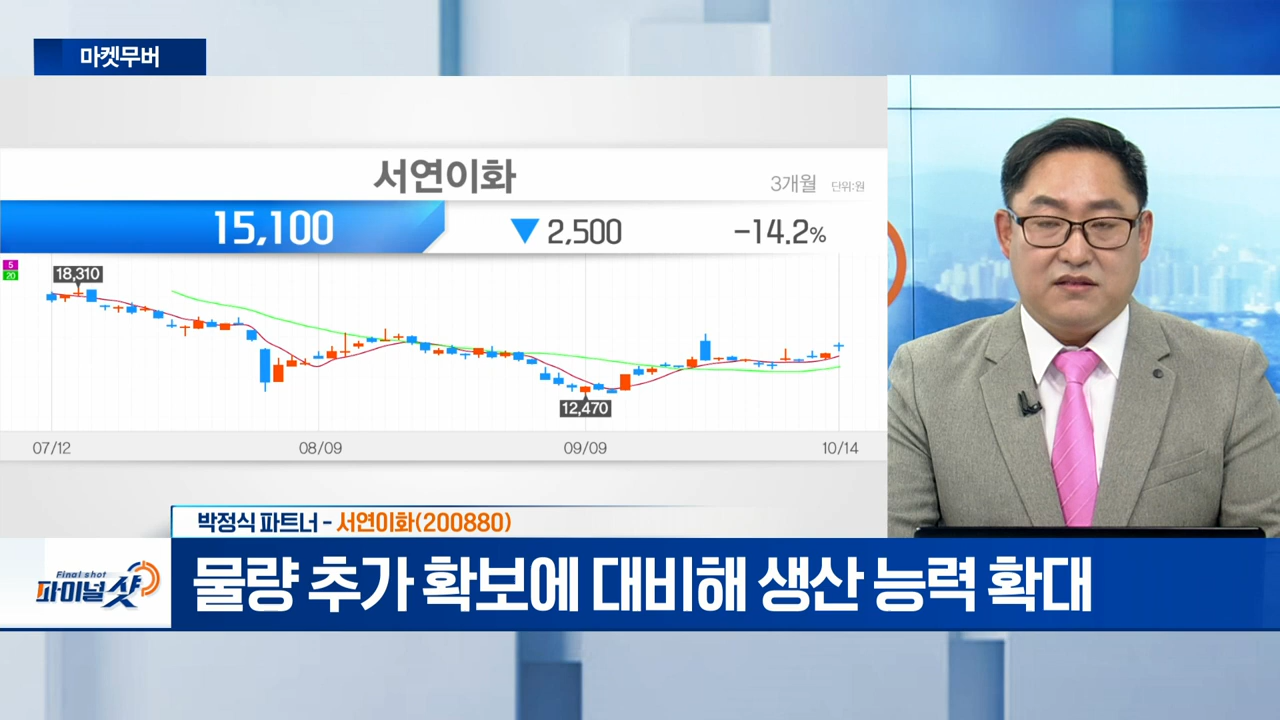 마켓무버
서연이화
3개월 단위:원
15,100 ▼2,500 -14.2%
5
20
18,310
12,470
07/12 08/09 09/09 10/14
박정식 파트너 - 서연이화(200880)
Final shot
파이널샷
물량 추가 확보에 대비해 생산 능력 확대